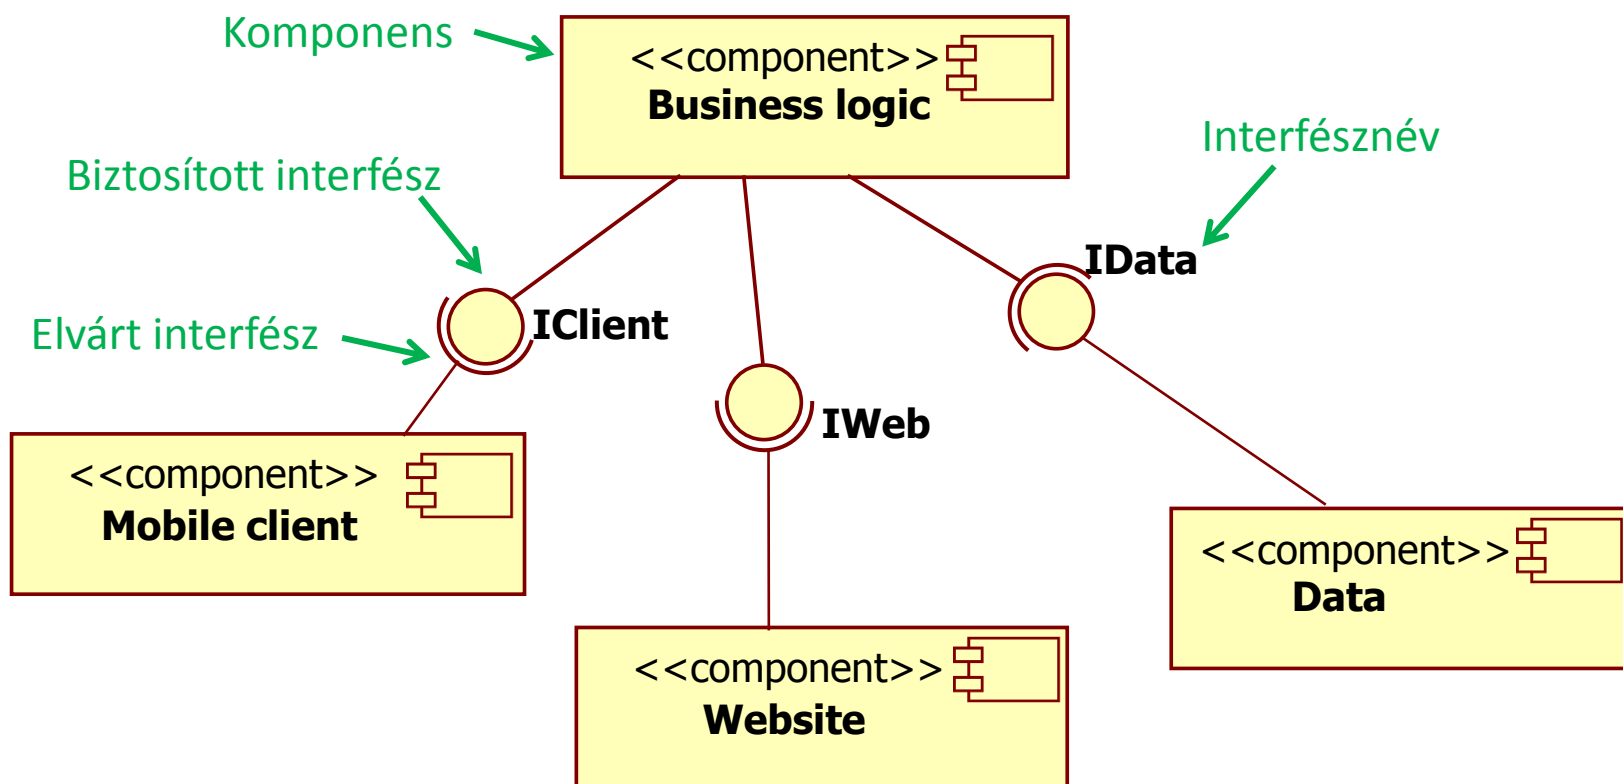 Komponens
<<component>>
Business logic
Interfésznév
Biztosított interfész
IData
Elvárt interfész
IClient
IWeb
<<component>>
Mobile client
<<component>>
Data
<<component>>
Website